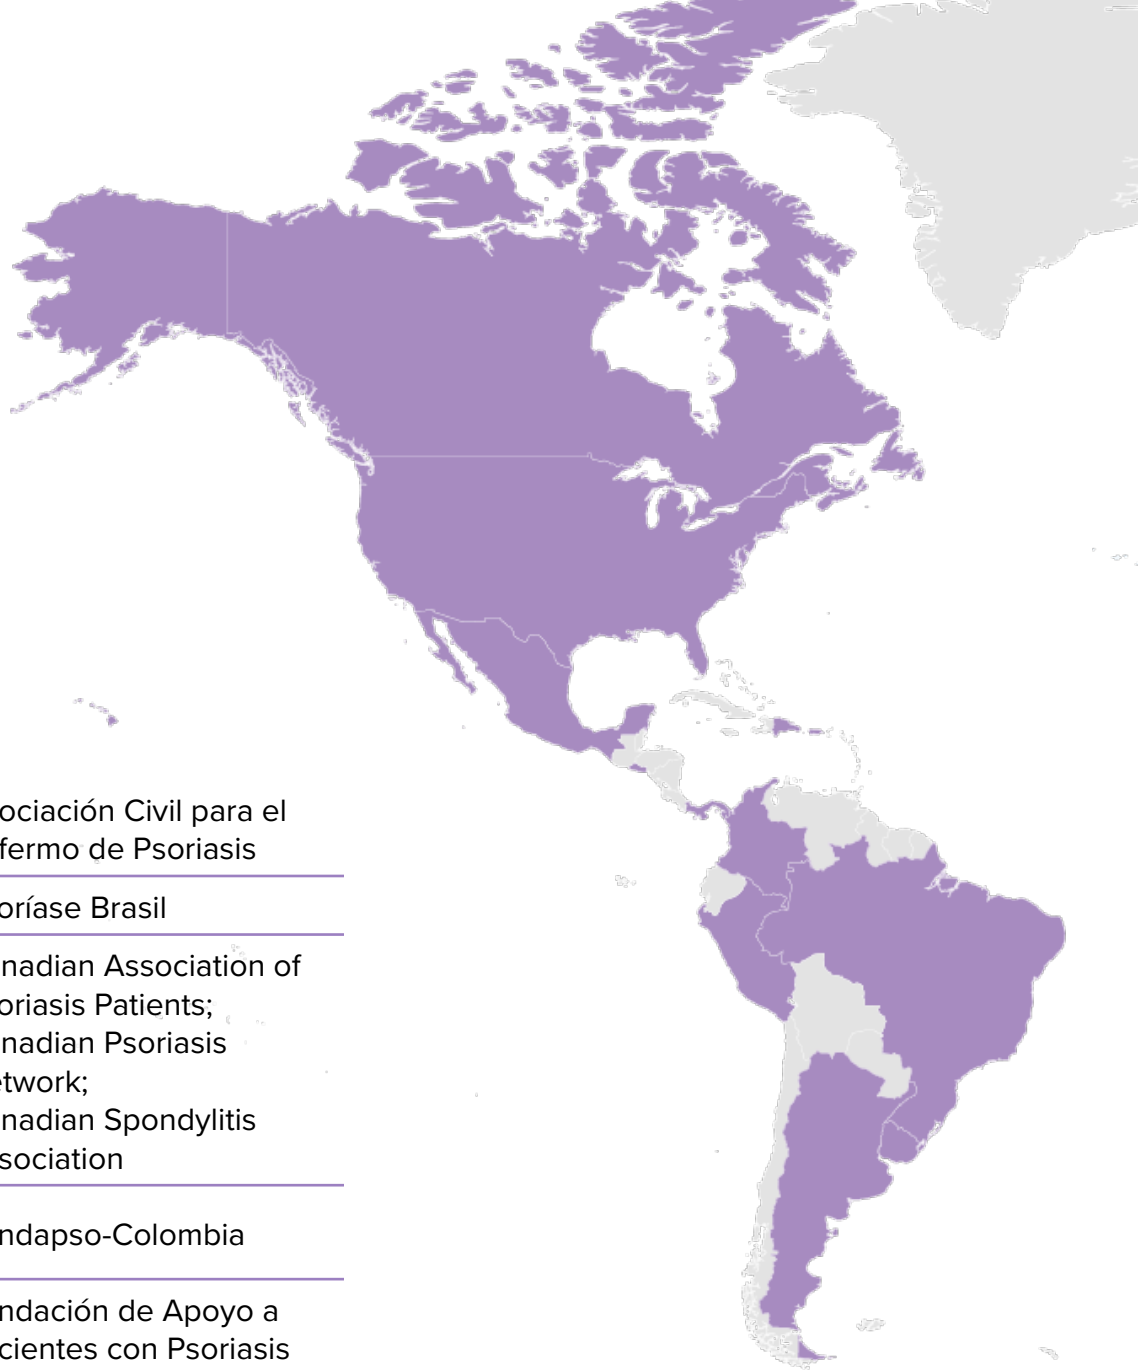 ociación Civil para el
fermo de Psoriasis
oríase Brasil
nadian Association of
oriasis Patients;
nadian Psoriasis
etwork;
nadian Spondylitis
sociation
ndapso-Colombia
ndación de Apoyo a
cientes con Psoriasis